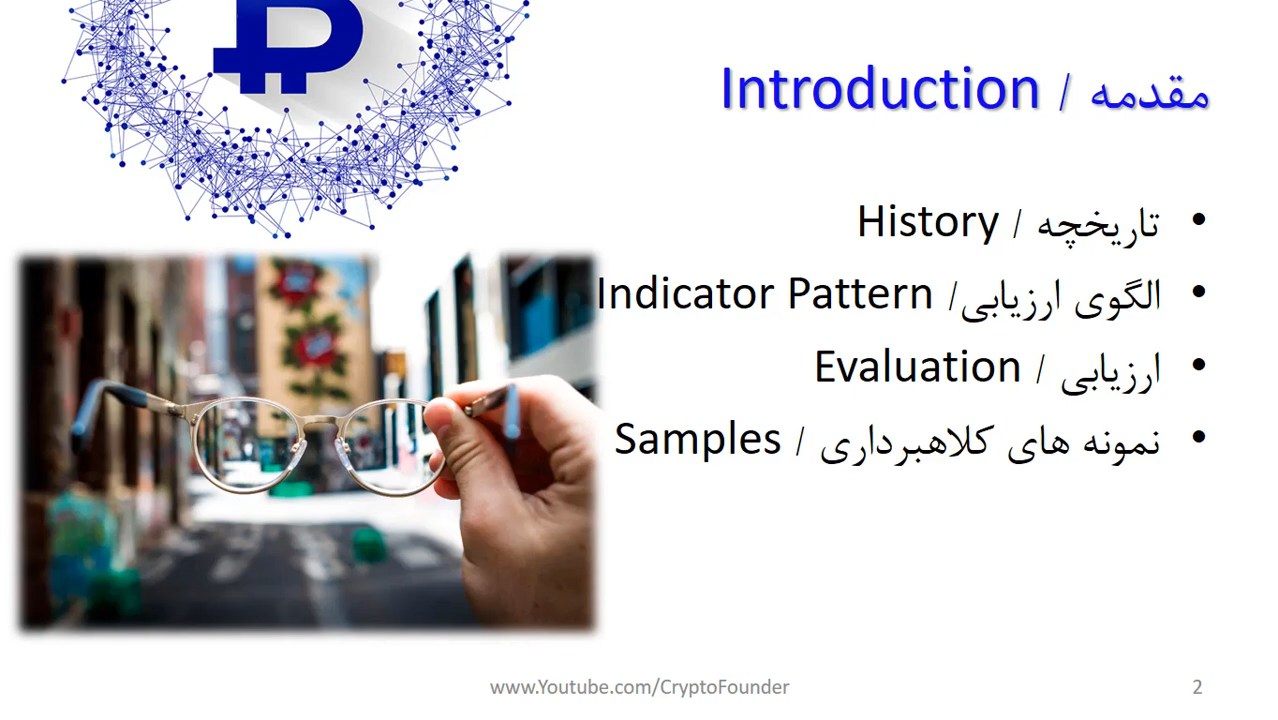 مقدمه / Introduction
تاریخچه / History
الگوی ارزیابی/ Indicator Pattern
ارزیابی / Evaluation
نمونه های کلاهبرداری / Samples
www.Youtube.com/CryptoFounder
2